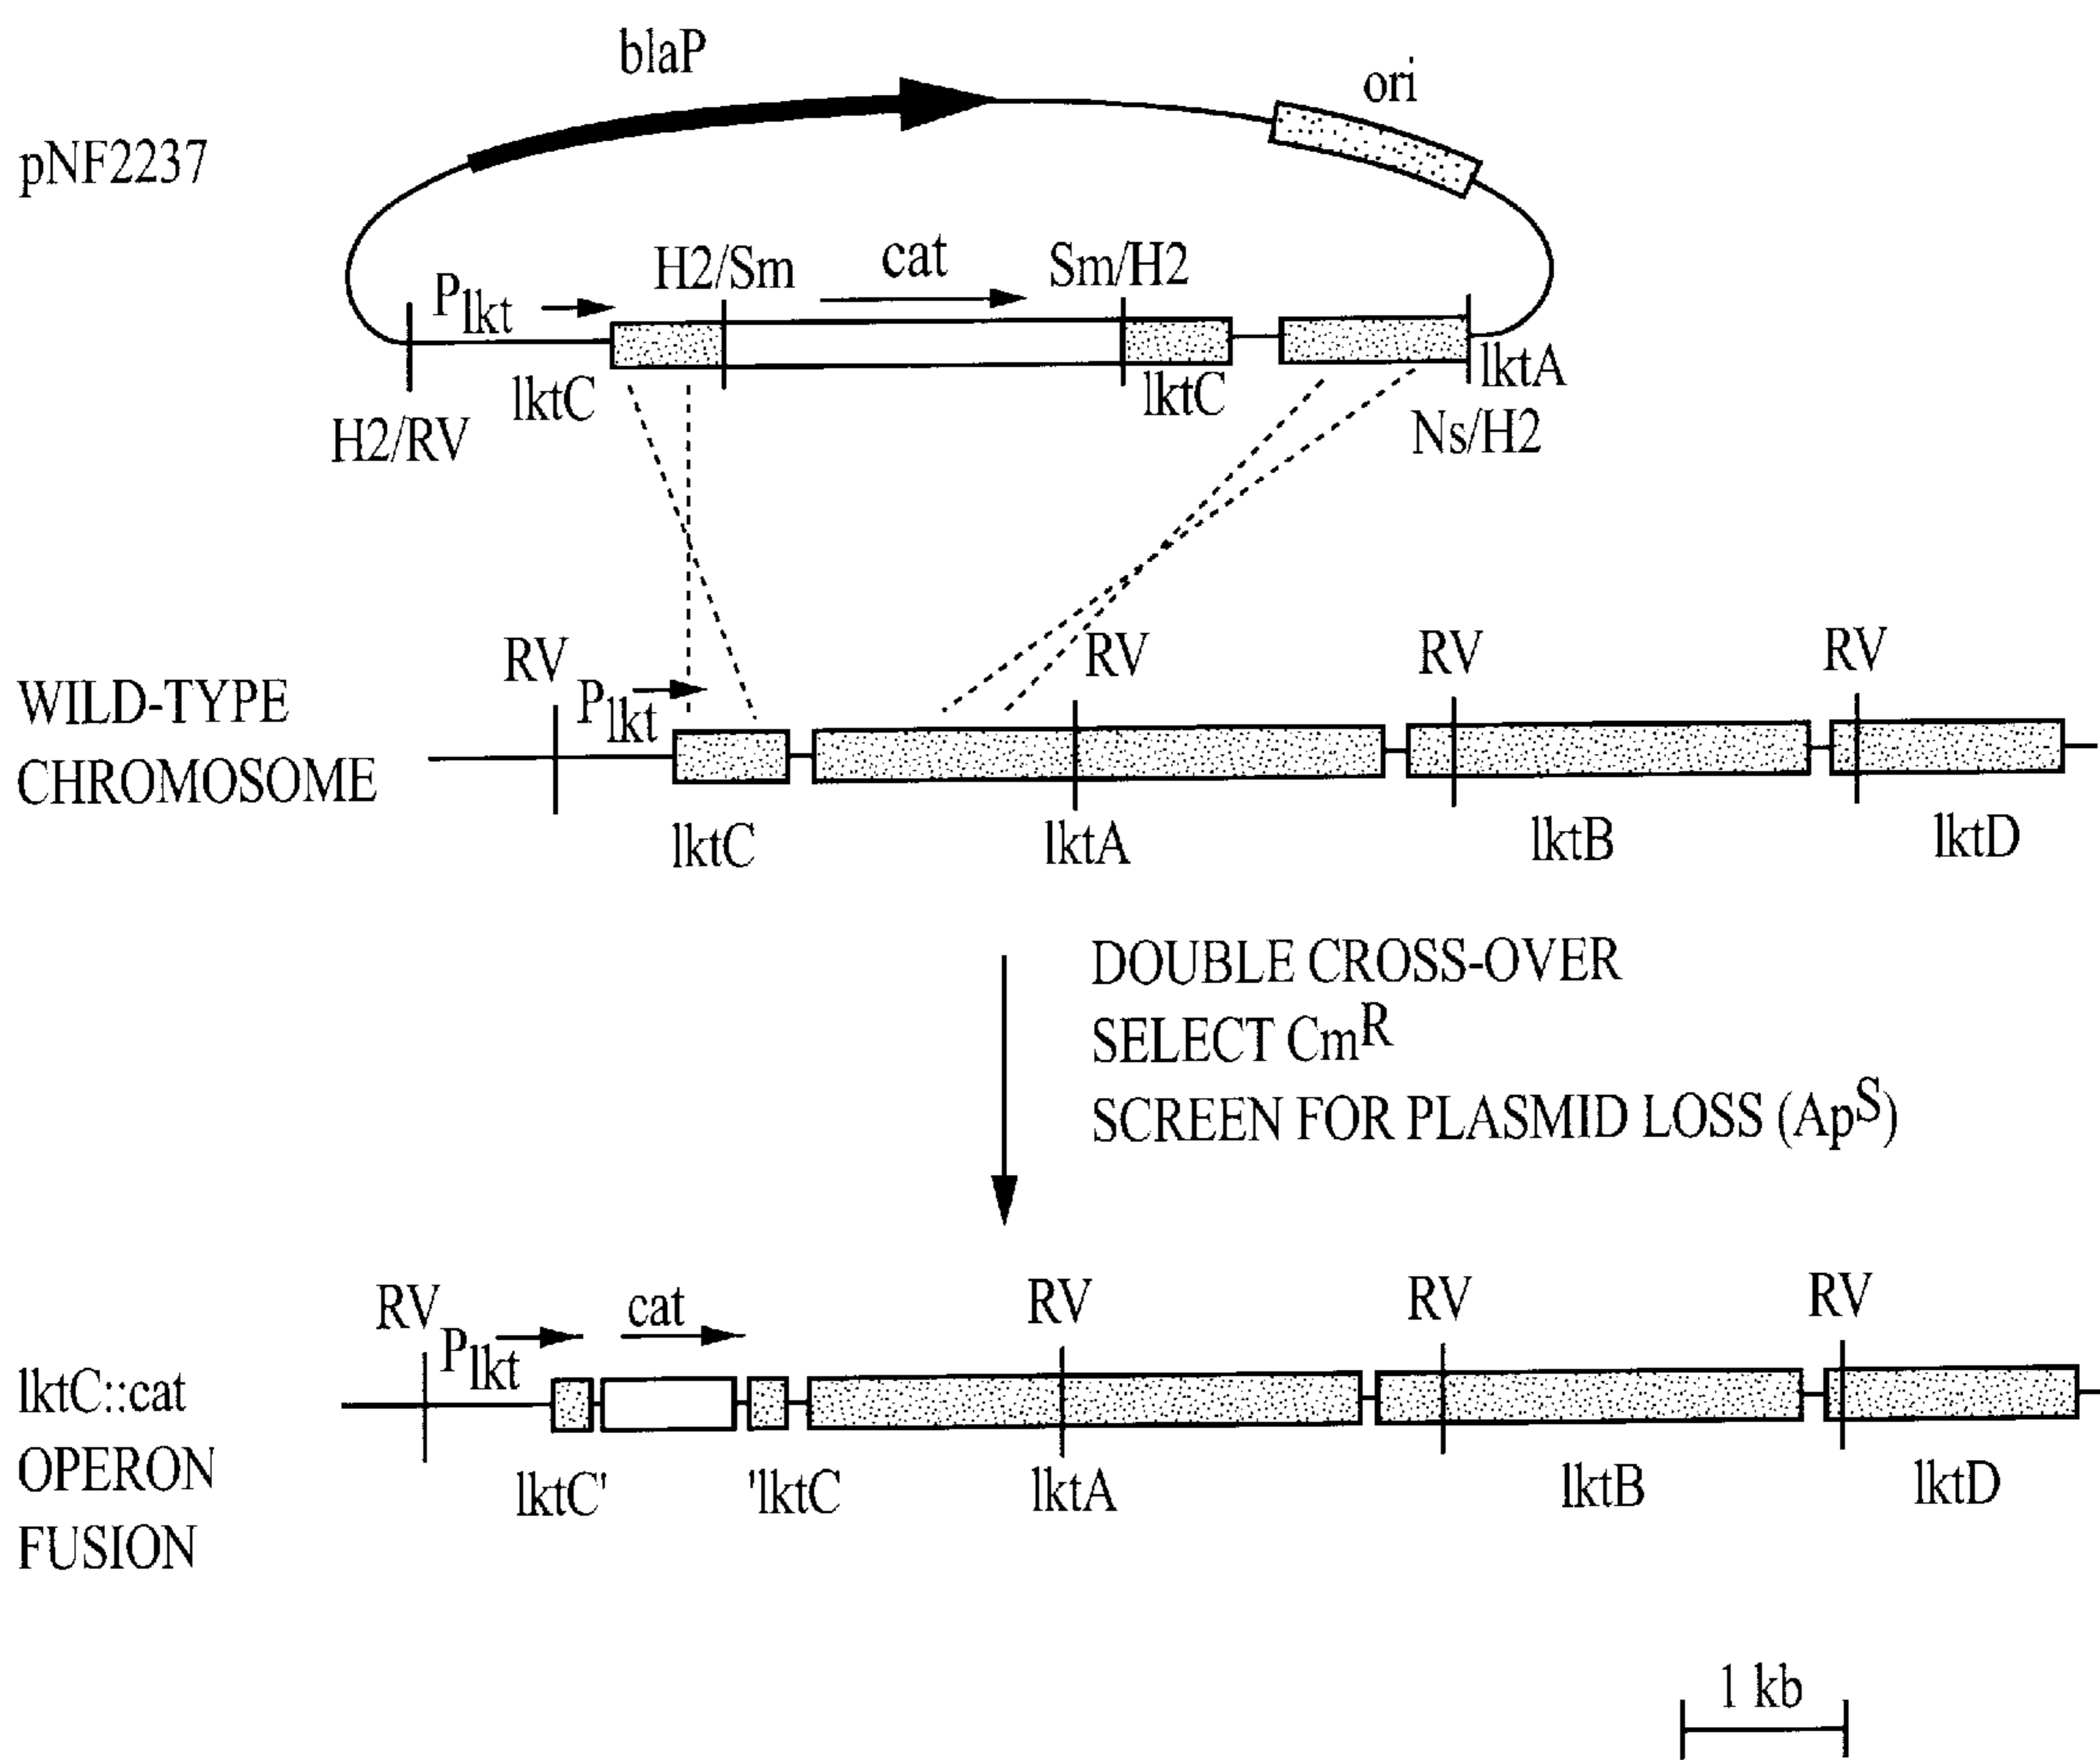 blaP
ori
pNF2237
H2/Sm
cat
Sm/H2
Plkt
lktC
lktC
lktA
H2/RV
Ns/H2
RV
RV
RV
RV
Plkt
WILD-TYPE
CHROMOSOME
lktC
lktA
lktB
lktD
DOUBLE CROSS-OVER
SELECT CmR
SCREEN FOR PLASMID LOSS (ApS)
RV
cat
RV
RV
RV
Plkt
lktC::cat
OPERON
FUSION
lktC'
'lktC
lktA
lktB
lktD
1 kb